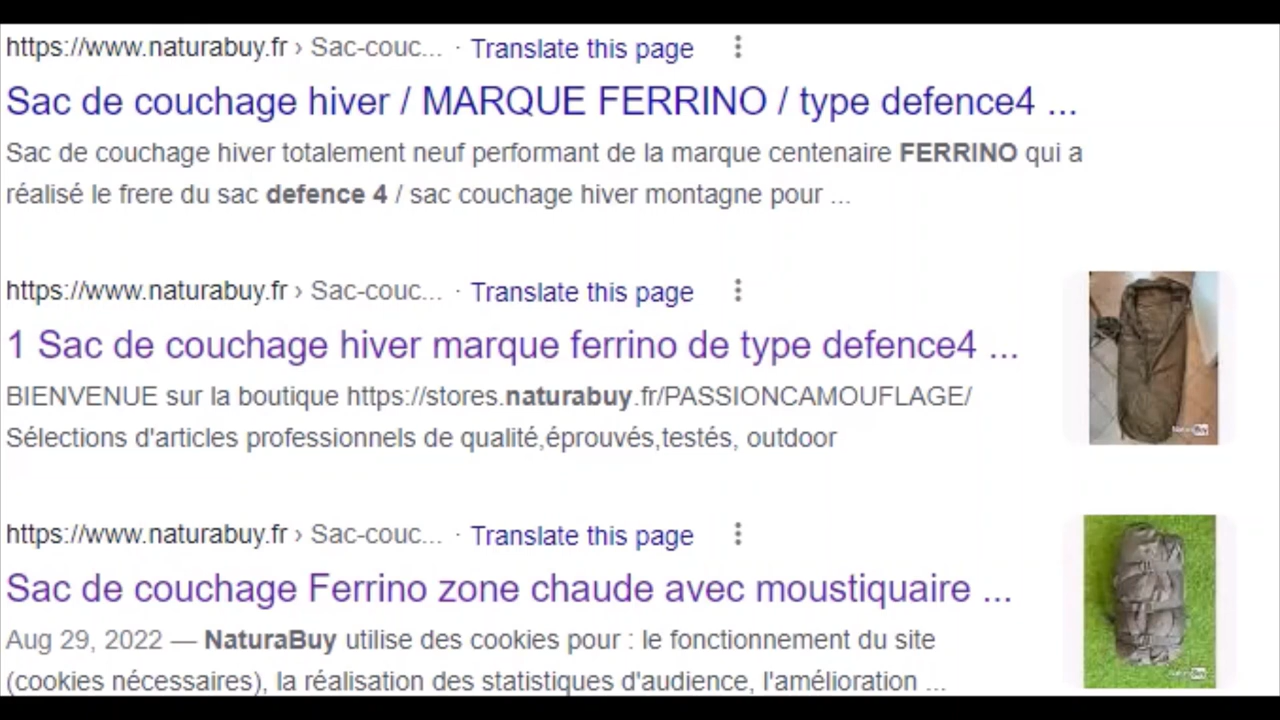 https://www.naturabuy.fr › Sac-couc... · Translate this page
Sac de couchage hiver / MARQUE FERRINO / type defence4 ...
Sac de couchage hiver totalement neuf performant de la marque centenaire FERRINO qui a
réalisé le frere du sac defence 4 / sac couchage hiver montagne pour ...
https://www.naturabuy.fr › Sac-couc... · Translate this page
1 Sac de couchage hiver marque ferrino de type defence4 ...
BIENVENUE sur la boutique https://stores.naturabuy.fr/PASSIONCAMOUFLAGE/
Sélections d'articles professionnels de qualité,éprouvés,testés, outdoor
https://www.naturabuy.fr › Sac-couc... · Translate this page
Sac de couchage Ferrino zone chaude avec moustiquaire ...
Aug 29, 2022 — NaturaBuy utilise des cookies pour : le fonctionnement du site
(cookies nécessaires), la réalisation des statistiques d'audience, l'amélioration ...